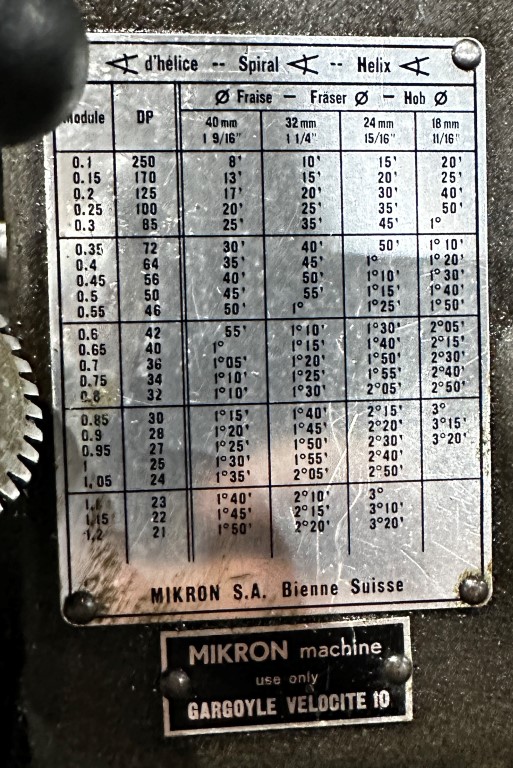 ∢ d'hélice -- Spiral ∢ -- Helix ∢
Module DP Ø Fraise — Fräser Ø — Hob Ø
40 mm 32 mm 24 mm 18 mm
1 9/16" 1 1/4" 15/16" 11/16"
0.1 250 8' 10' 15' 20'
0.15 170 13' 15' 20' 25'
0.2 125 17' 20' 30' 40'
0.25 100 20' 25' 35' 50'
0.3 85 25' 35' 45' 1°
0.35 72 30' 40' 50' 1°10'
0.4 64 35' 45' 1° 1°20'
0.45 56 40' 50' 1°10' 1°30'
0.5 50 45' 55' 1°15' 1°40'
0.55 46 50' 1° 1°25' 1°50'
0.6 42 55' 1°10' 1°30' 2°05'
0.65 40 1° 1°15' 1°40' 2°15'
0.7 36 1°05' 1°20' 1°50' 2°30'
0.75 34 1°10' 1°25' 1°55' 2°40'
0.8 32 1°10' 1°30' 2°05' 2°50'
0.85 30 1°15' 1°40' 2°15' 3°
0.9 28 1°20' 1°45' 2°20' 3°15'
0.95 27 1°25' 1°50' 2°30' 3°20'
1 25 1°30' 1°55' 2°40'
1,05 24 1°35' 2°05' 2°50'
1,1 23 1°40' 2°10' 3°
1,15 22 1°45' 2°15' 3°10'
1,2 21 1°50' 2°20' 3°20'
MIKRON S.A. Bienne Suisse
MIKRON machine
use only
GARGOYLE VELOCITE 10